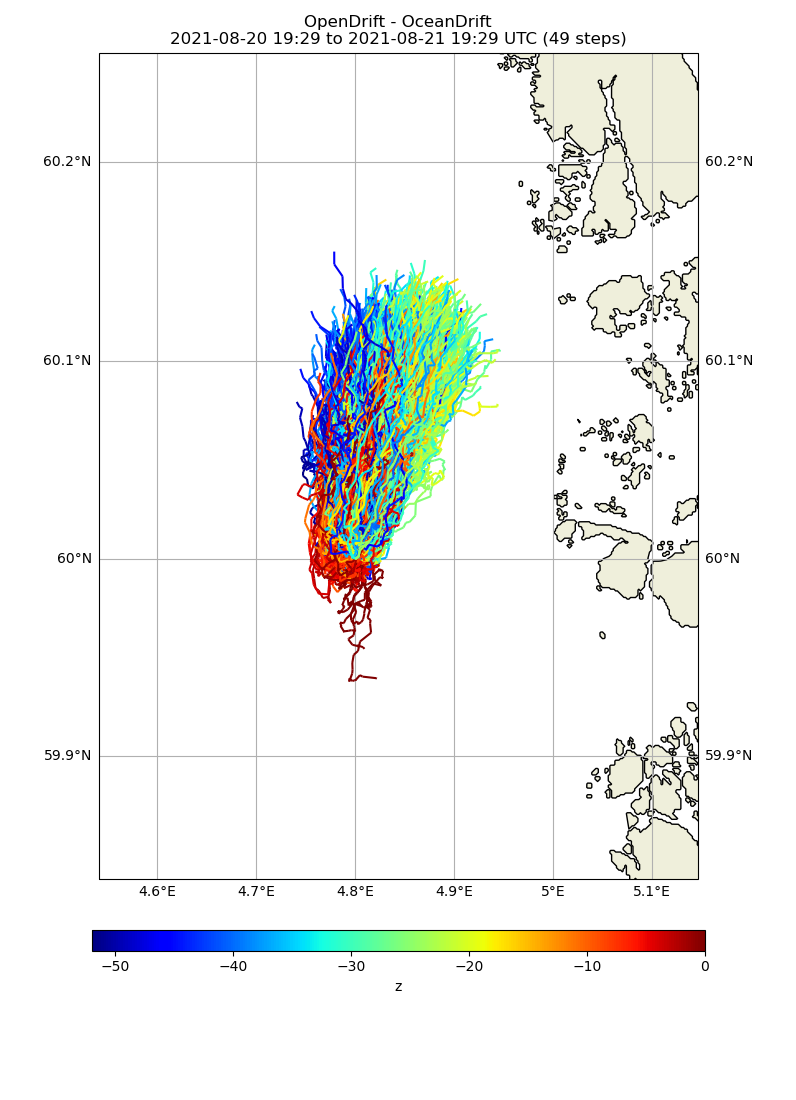 OpenDrift - OceanDrift
2021-08-20 19:29 to 2021-08-21 19:29 UTC (49 steps)
60.2°N 60.2°N
60.1°N 60.1°N
60°N 60°N
59.9°N 59.9°N
4.6°E 4.7°E 4.8°E 4.9°E 5°E 5.1°E
−50 −40 −30 −20 −10 0
z